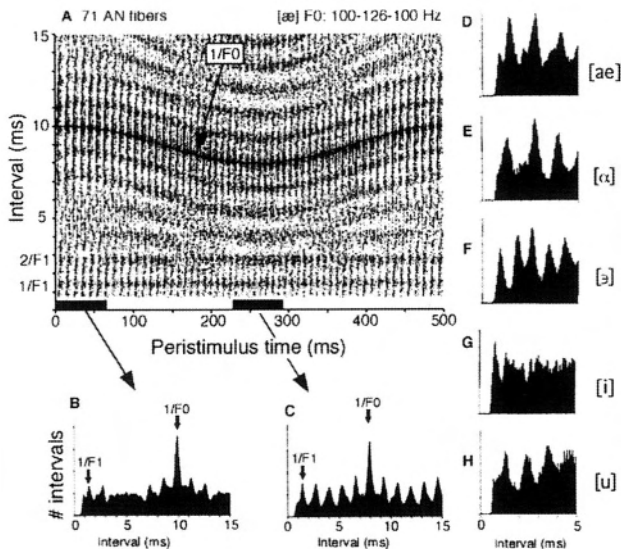 A 71 AN fibers [æ] F0: 100-126-100 Hz
1/F0
15
10
5
2/F1
1/F1
Interval (ms)
0 100 200 300 400 500
Peristimulus time (ms)
B
1/F0
1/F1
# intervals
0 5 10 15
Interval (ms)
C
1/F0
1/F1
0 5 10 15
Interval (ms)
D [ae]
E [α]
F [ɜ]
G [i]
H [u]
0 5
Interval (ms)